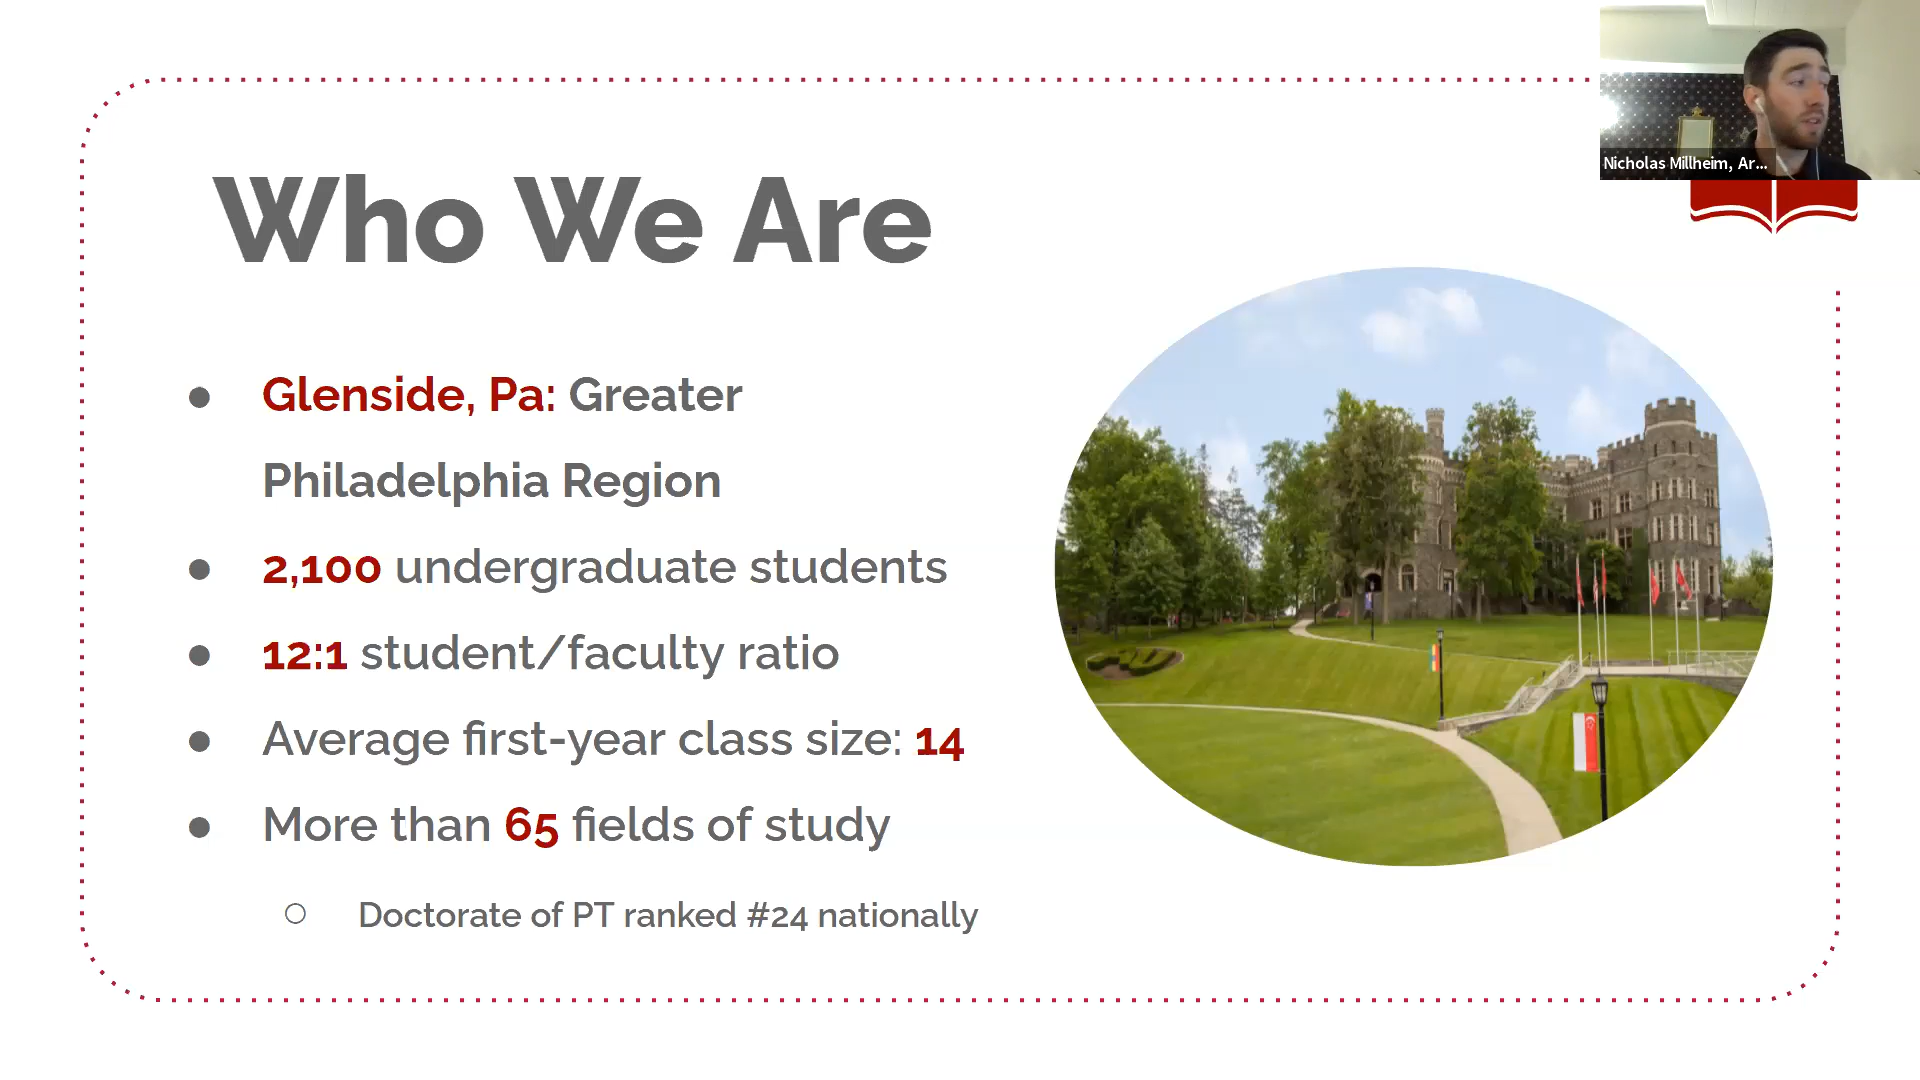 Who We Are
Glenside, Pa: Greater
Philadelphia Region
2,100 undergraduate students
12:1 student/faculty ratio
Average first-year class size: 14
More than 65 fields of study
Doctorate of PT ranked #24 nationally
Nicholas Millheim, Ar...